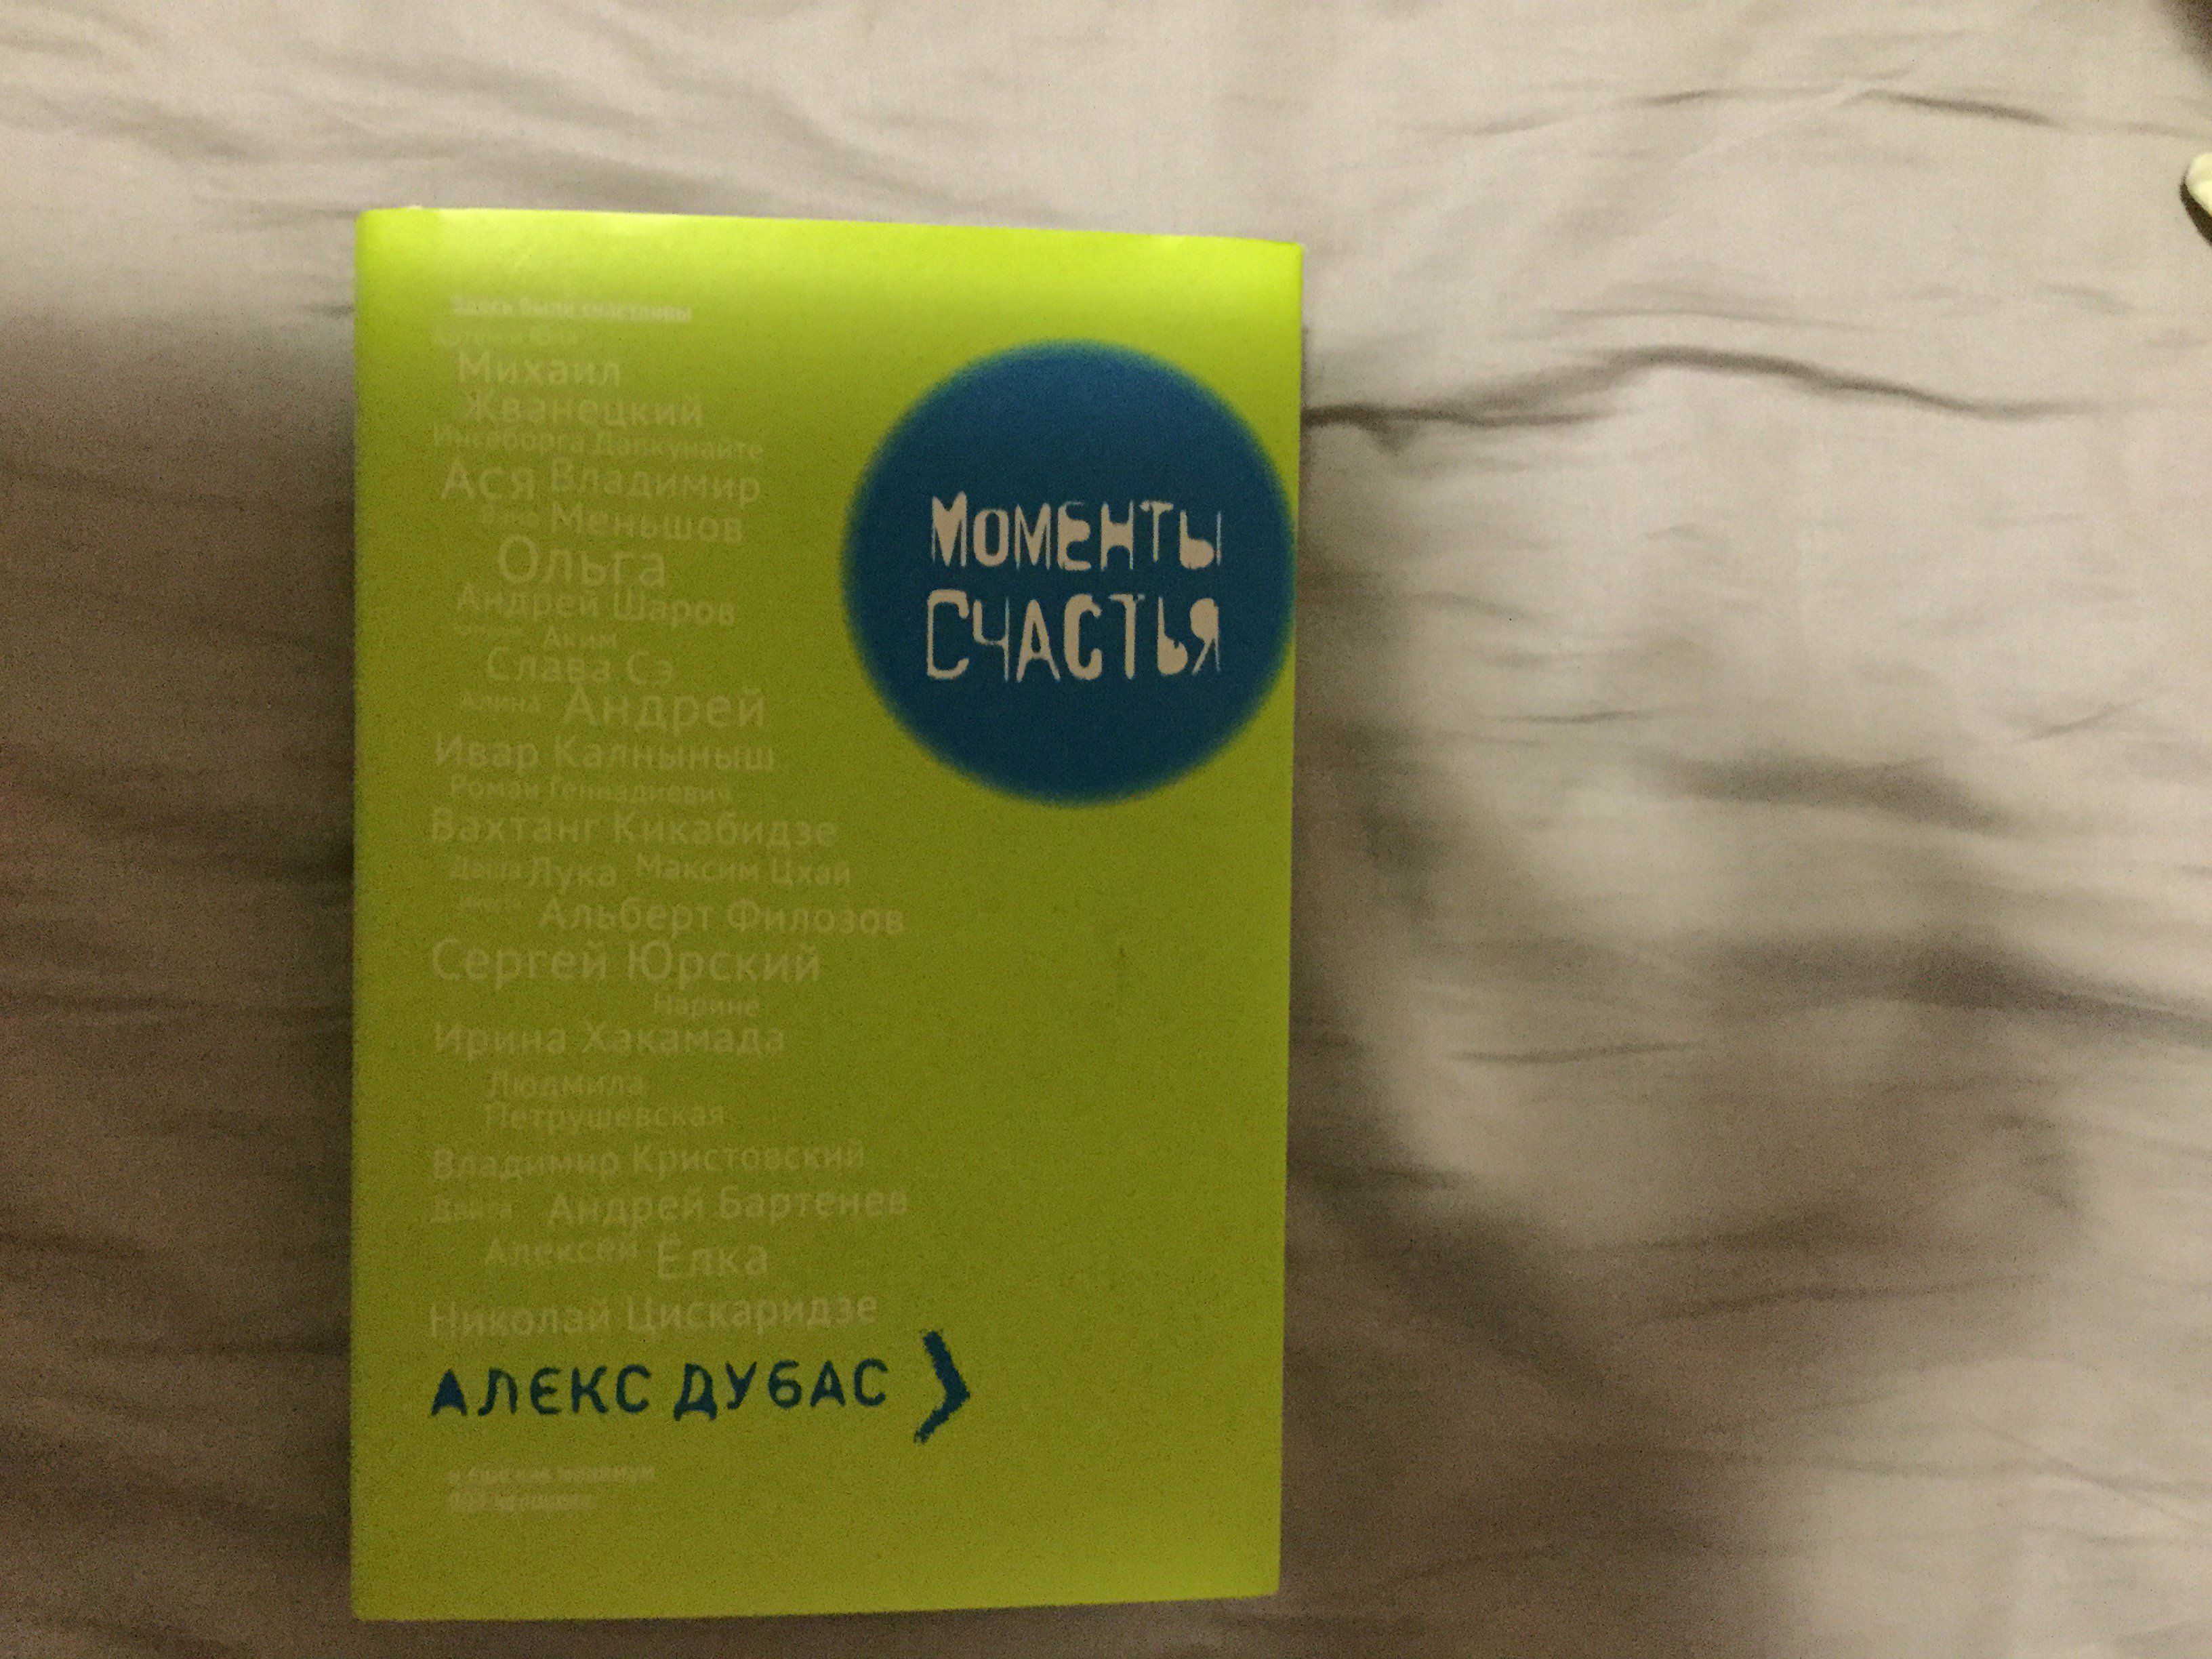 Здесь были счастливы
Михаил
Жванецкий
Ингеборга Дапкунайте
Ася Владимир
Меньшов
Ольга
Андрей Шаров
Аким
Слава Сэ
Алина Андрей
Ивар Калныныш
Роман Геннадиевич
Вахтанг Кикабидзе
Даша Лука Максим Цхай
Альберт Филозов
Сергей Юрский
Нарине
Ирина Хакамада
Людмила
Петрушевская
Владимир Кристовский
Андрей Бартенев
Алексей Ёлка
Николай Цискаридзе
АЛЕКС ДУБАС
МОМЕНТЫ
СЧАСТЬЯ